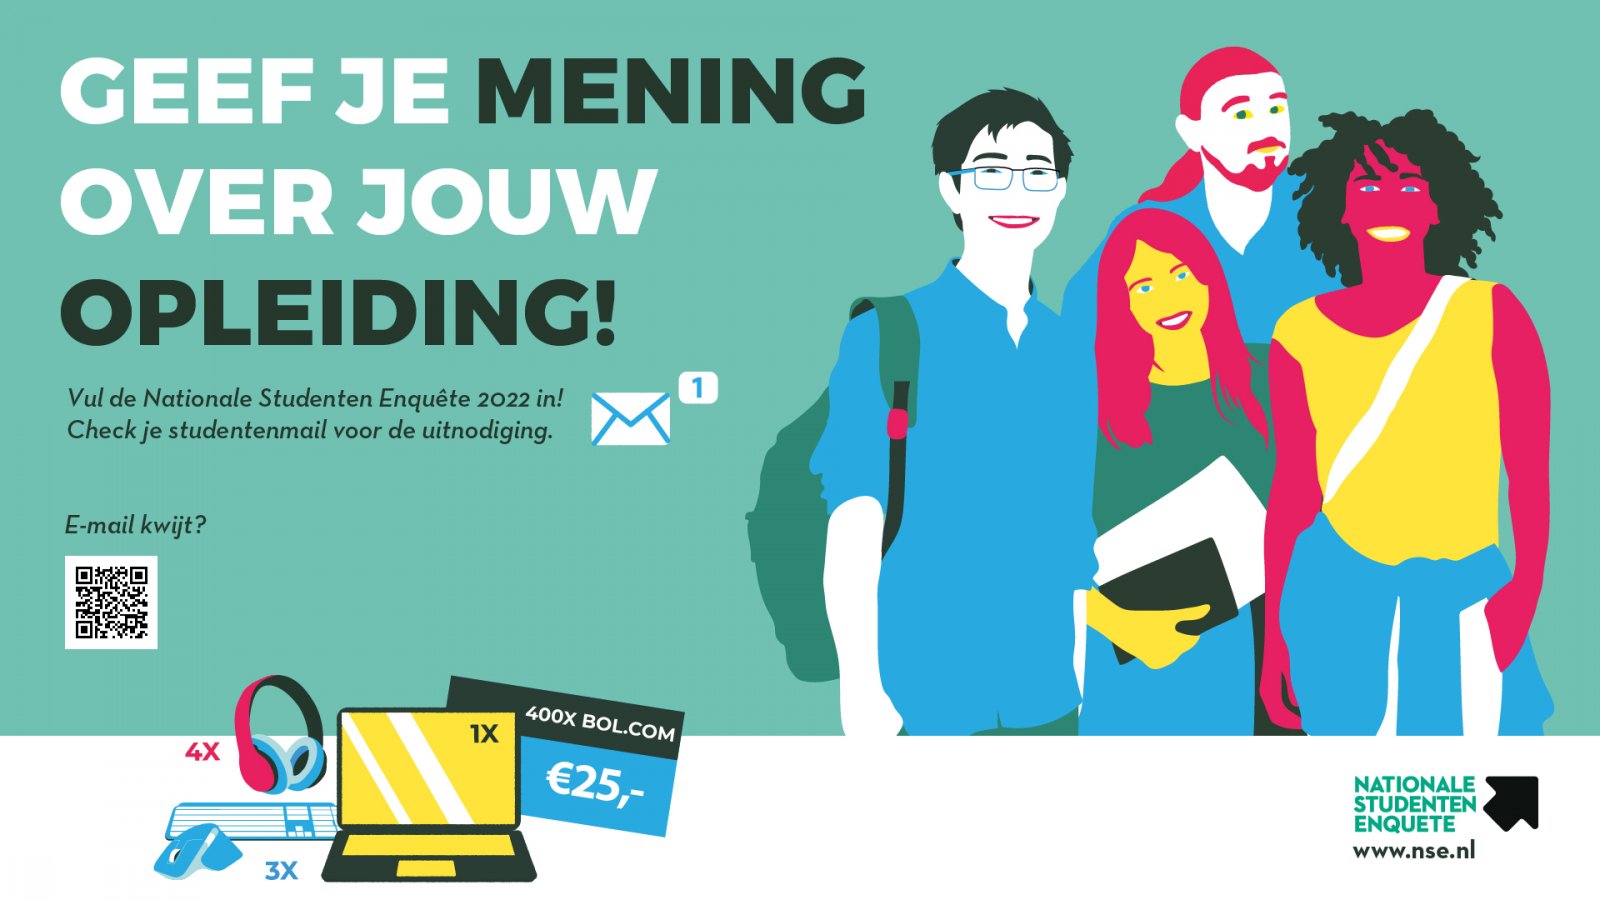 GEEF JE MENING
OVER JOUW
OPLEIDING!
Vul de Nationale Studenten Enquête 2022 in!
Check je studentenmail voor de uitnodiging.
1
E-mail kwijt?
4X
1X
400X BOL.COM
€25,-
3X
NATIONALE
STUDENTEN
ENQUETE
www.nse.nl